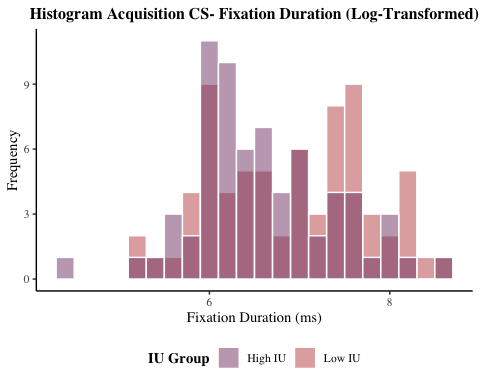 Histogram Acquisition CS- Fixation Duration (Log-Transformed)
Frequency
9
6
3
0
6 8
Fixation Duration (ms)
IU Group High IU Low IU